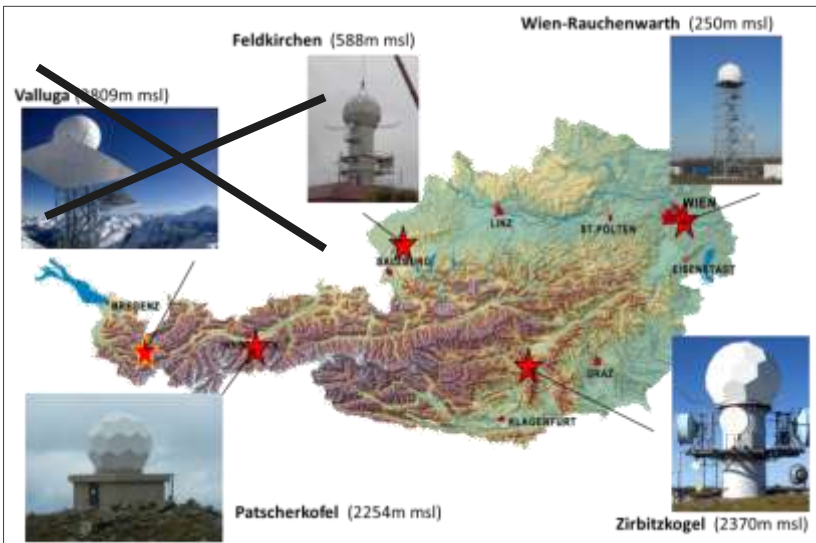 Wien-Rauchenwarth (250m msl)
Feldkirchen (588m msl)
Valluga (2809m msl)
WIEN
LINZ
ST.PÖLTEN
SALZBURG
EISENSTADT
BREGENZ
GRAZ
KLAGENFURT
Patscherkofel (2254m msl)
Zirbitzkogel (2370m msl)